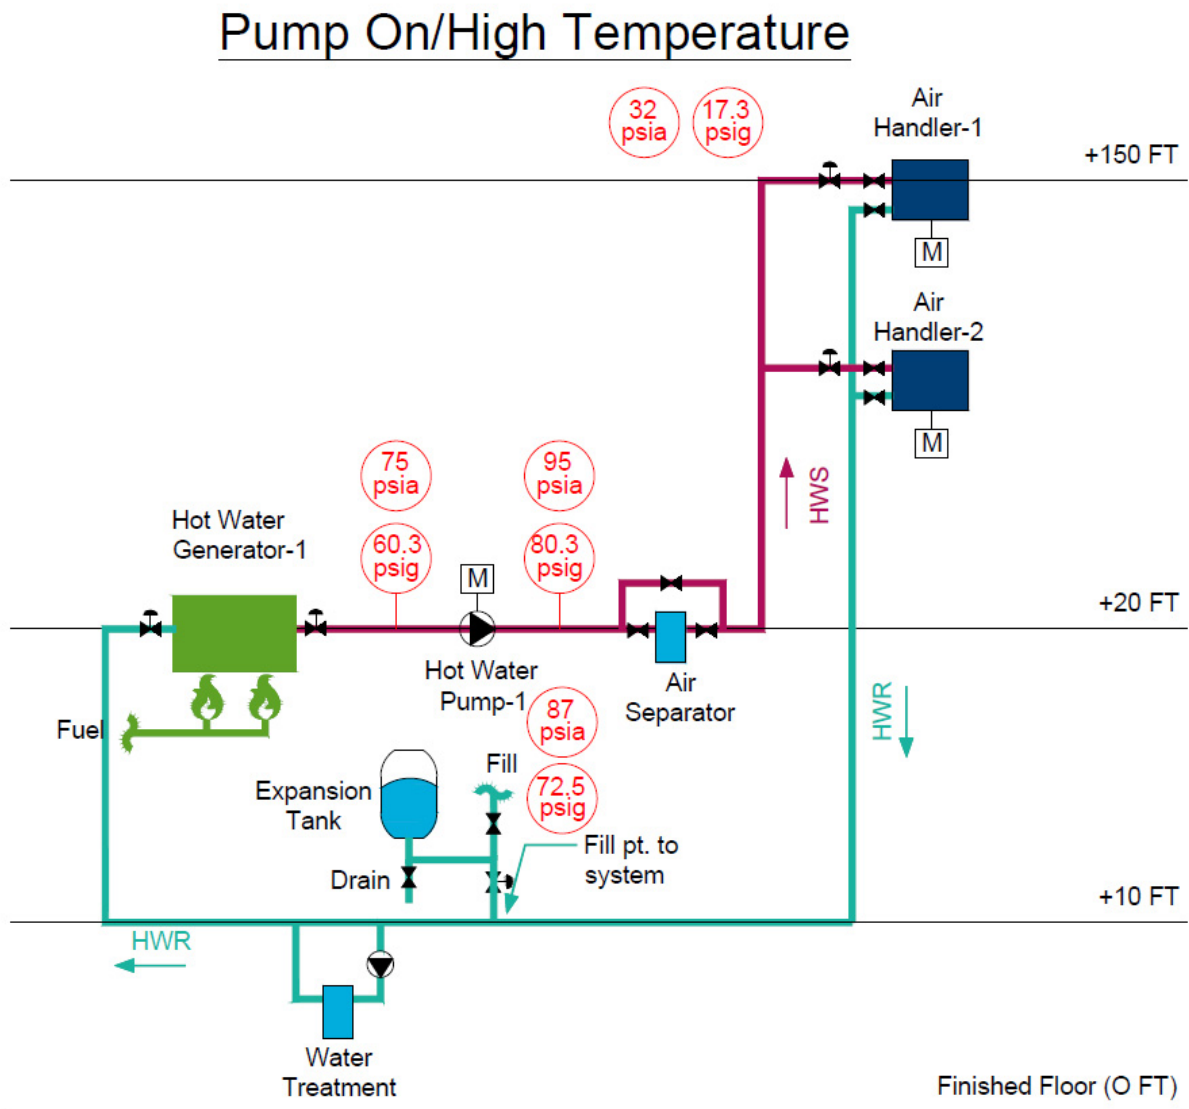 Pump On/High Temperature
32
psia
17.3
psig
Air
Handler-1
+150 FT
M
Air
Handler-2
M
75
psia
95
psia
HWS
Hot Water
Generator-1
60.3
psig
80.3
psig
M
+20 FT
Hot Water
Pump-1
Air
Separator
HWR
Fuel
87
psia
Fill
72.5
psig
Expansion
Tank
Fill pt. to
system
Drain
+10 FT
HWR
Water
Treatment
Finished Floor (O FT)